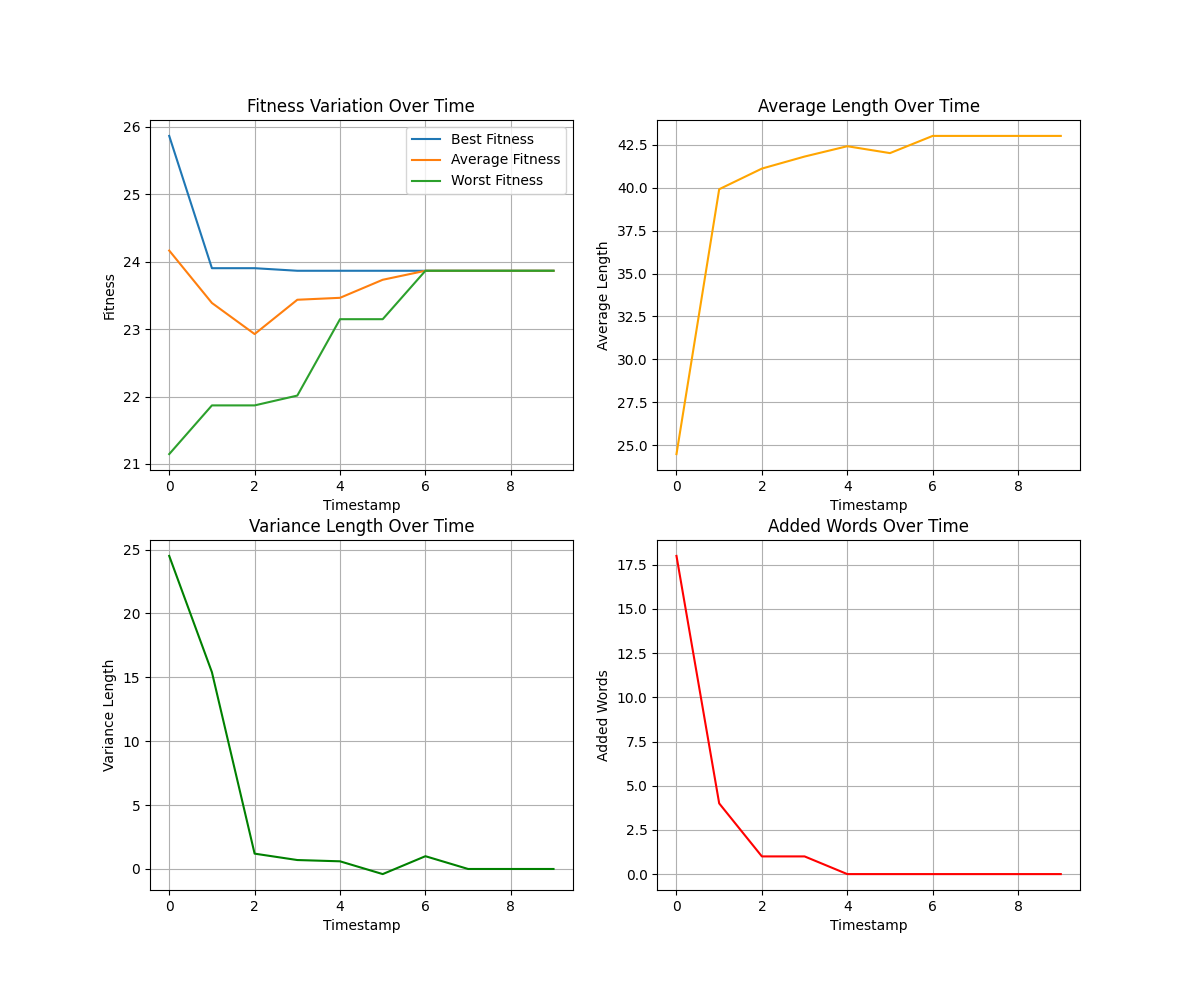 Fitness Variation Over Time
26
25
24
23
22
21
Fitness
0 2 4 6 8
Timestamp
Best Fitness
Average Fitness
Worst Fitness
Average Length Over Time
42.5
40.0
37.5
35.0
32.5
30.0
27.5
25.0
Average Length
0 2 4 6 8
Timestamp
Variance Length Over Time
25
20
15
10
5
0
Variance Length
0 2 4 6 8
Timestamp
Added Words Over Time
17.5
15.0
12.5
10.0
7.5
5.0
2.5
0.0
Added Words
0 2 4 6 8
Timestamp